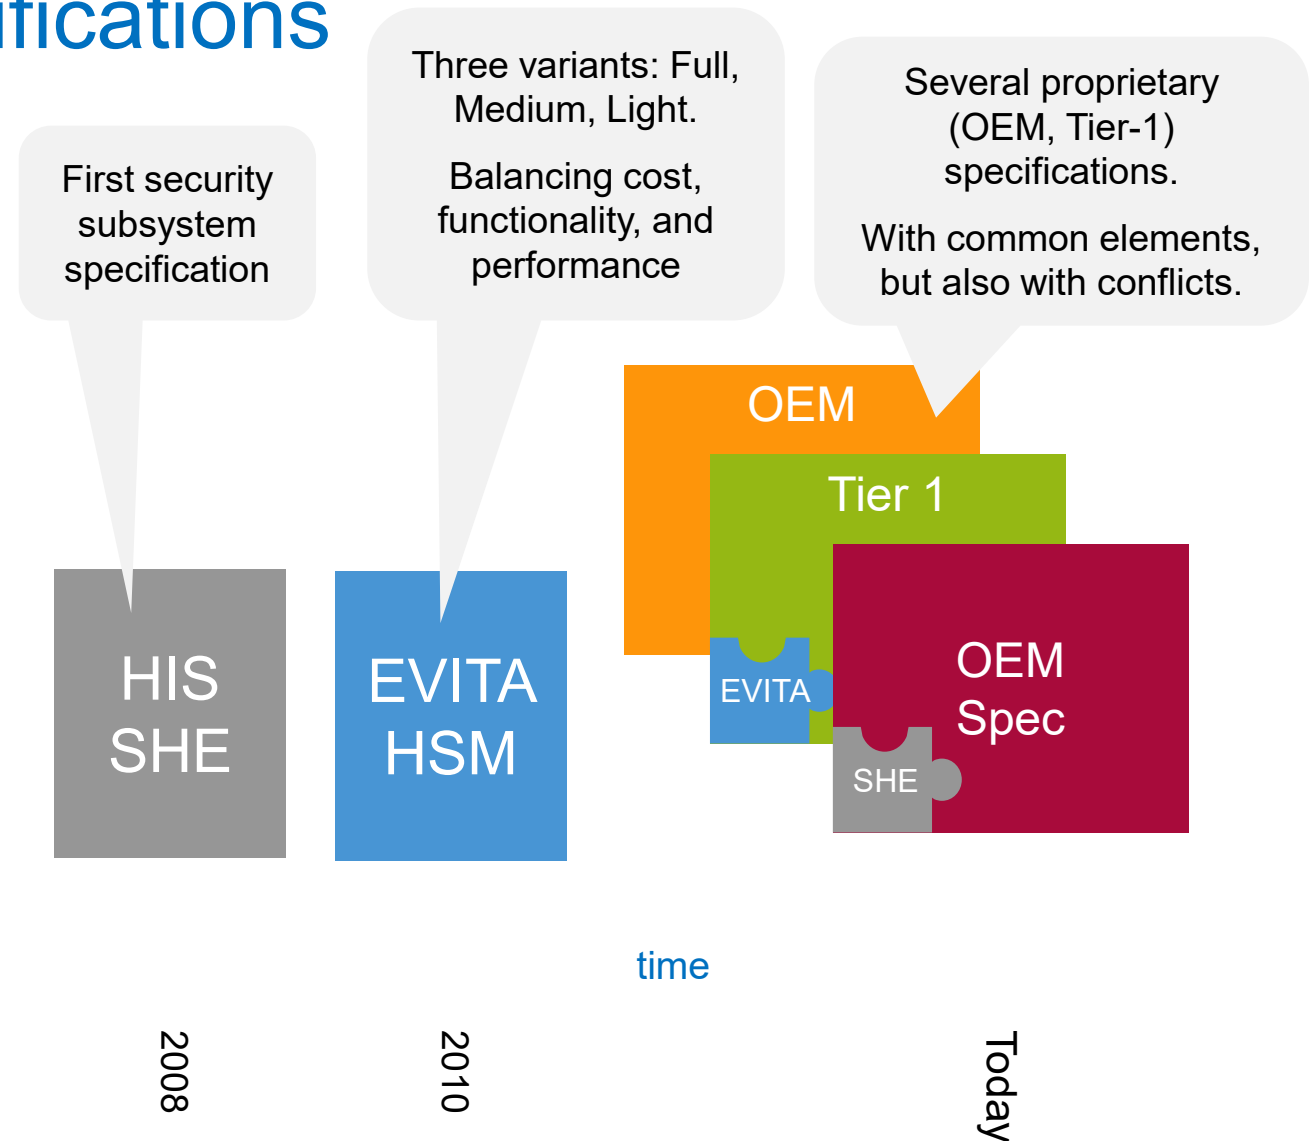 ifications
First security
subsystem
specification
Three variants: Full,
Medium, Light.
Balancing cost,
functionality, and
performance
Several proprietary
(OEM, Tier-1)
specifications.
With common elements,
but also with conflicts.
HIS
SHE
EVITA
HSM
OEM
Tier 1
EVITA
OEM
Spec
SHE
time
2008
2010
Today